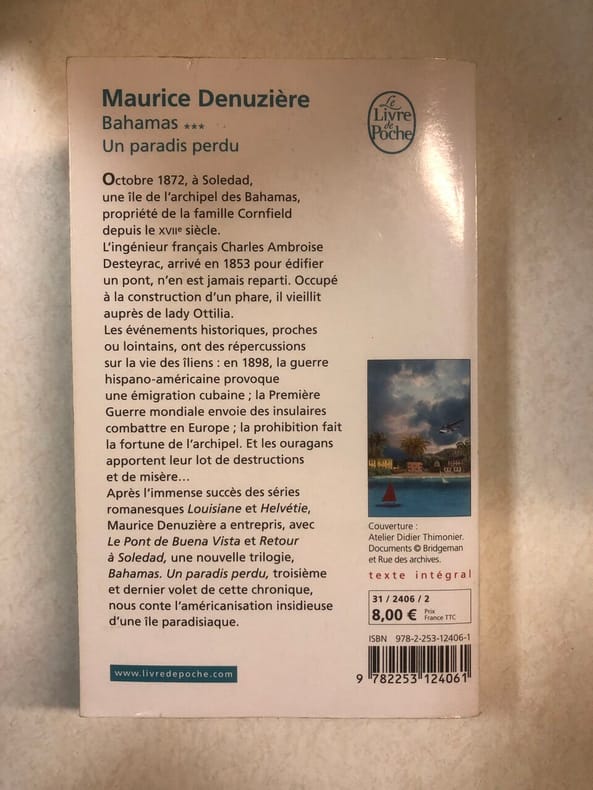 Maurice Denuzière
Bahamas ***
Un paradis perdu
Le
Livre
de
Poche
Octobre 1872, à Soledad,
une île de l'archipel des Bahamas,
propriété de la famille Cornfield
depuis le XVIIe siècle.
L'ingénieur français Charles Ambroise
Desteyrac, arrivé en 1853 pour édifier
un pont, n'en est jamais reparti. Occupé
à la construction d'un phare, il vieillit
auprès de lady Ottilia.
Les événements historiques, proches
ou lointains, ont des répercussions
sur la vie des îliens : en 1898, la guerre
hispano-américaine provoque
une émigration cubaine ; la Première
Guerre mondiale envoie des insulaires
combattre en Europe ; la prohibition fait
la fortune de l'archipel. Et les ouragans
apportent leur lot de destructions
et de misère...
Après l'immense succès des séries
romanesques Louisiane et Helvétie,
Maurice Denuzière a entrepris, avec
Le Pont de Buena Vista et Retour
à Soledad, une nouvelle trilogie,
Bahamas. Un paradis perdu, troisième
et dernier volet de cette chronique,
nous conte l'américanisation insidieuse
d'une île paradisiaque.
www.livredepoche.com
Couverture :
Atelier Didier Thimonier.
Documents © Bridgeman
et Rue des archives.
texte intégral
31 / 2406 / 2
8,00 € Prix
France TTC
ISBN 978-2-253-12406-1
9 782253 124061